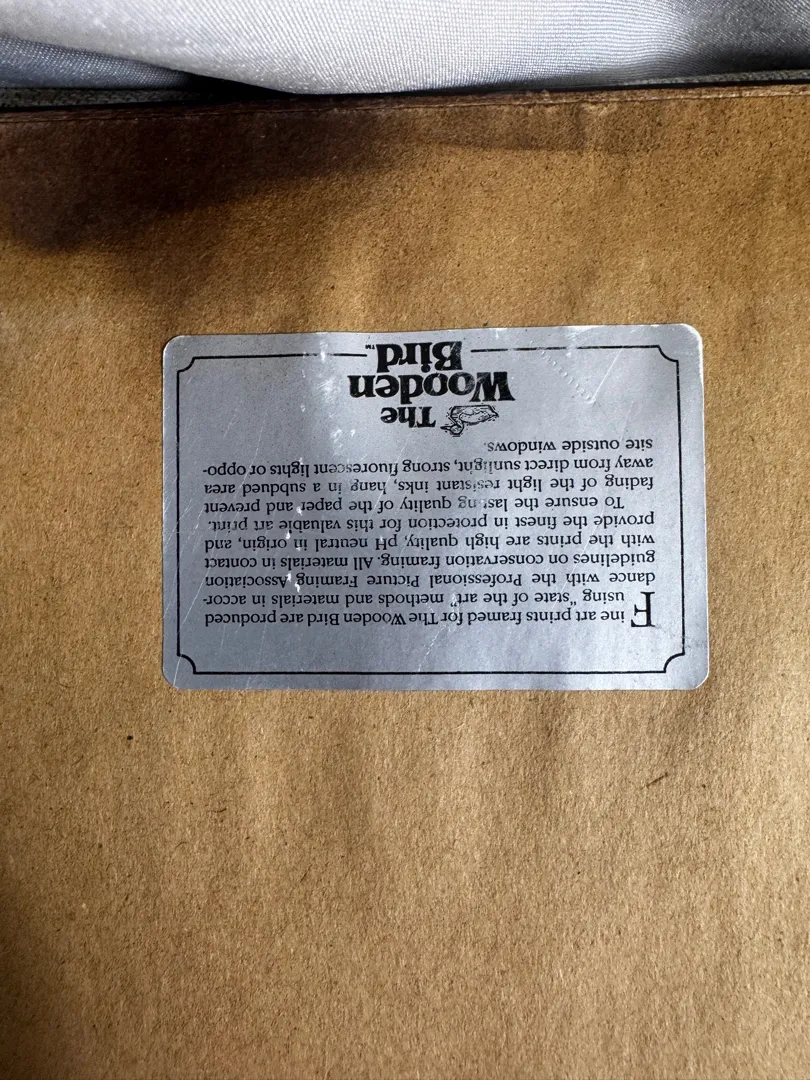 Fine art prints framed for The Wooden Bird are produced
using "state of the art" methods and materials in accor-
dance with the Professional Picture Framing Association
guidelines on conservation framing. All materials in contact
with the prints are high quality, pH neutral in origin, and
provide the finest in protection for this valuable art print.
To ensure the lasting quality of the paper and prevent
fading of the light resistant inks, hang in a subdued area
away from direct sunlight, strong fluorescent lights or oppo-
site outside windows.
The
Wooden
Bird™